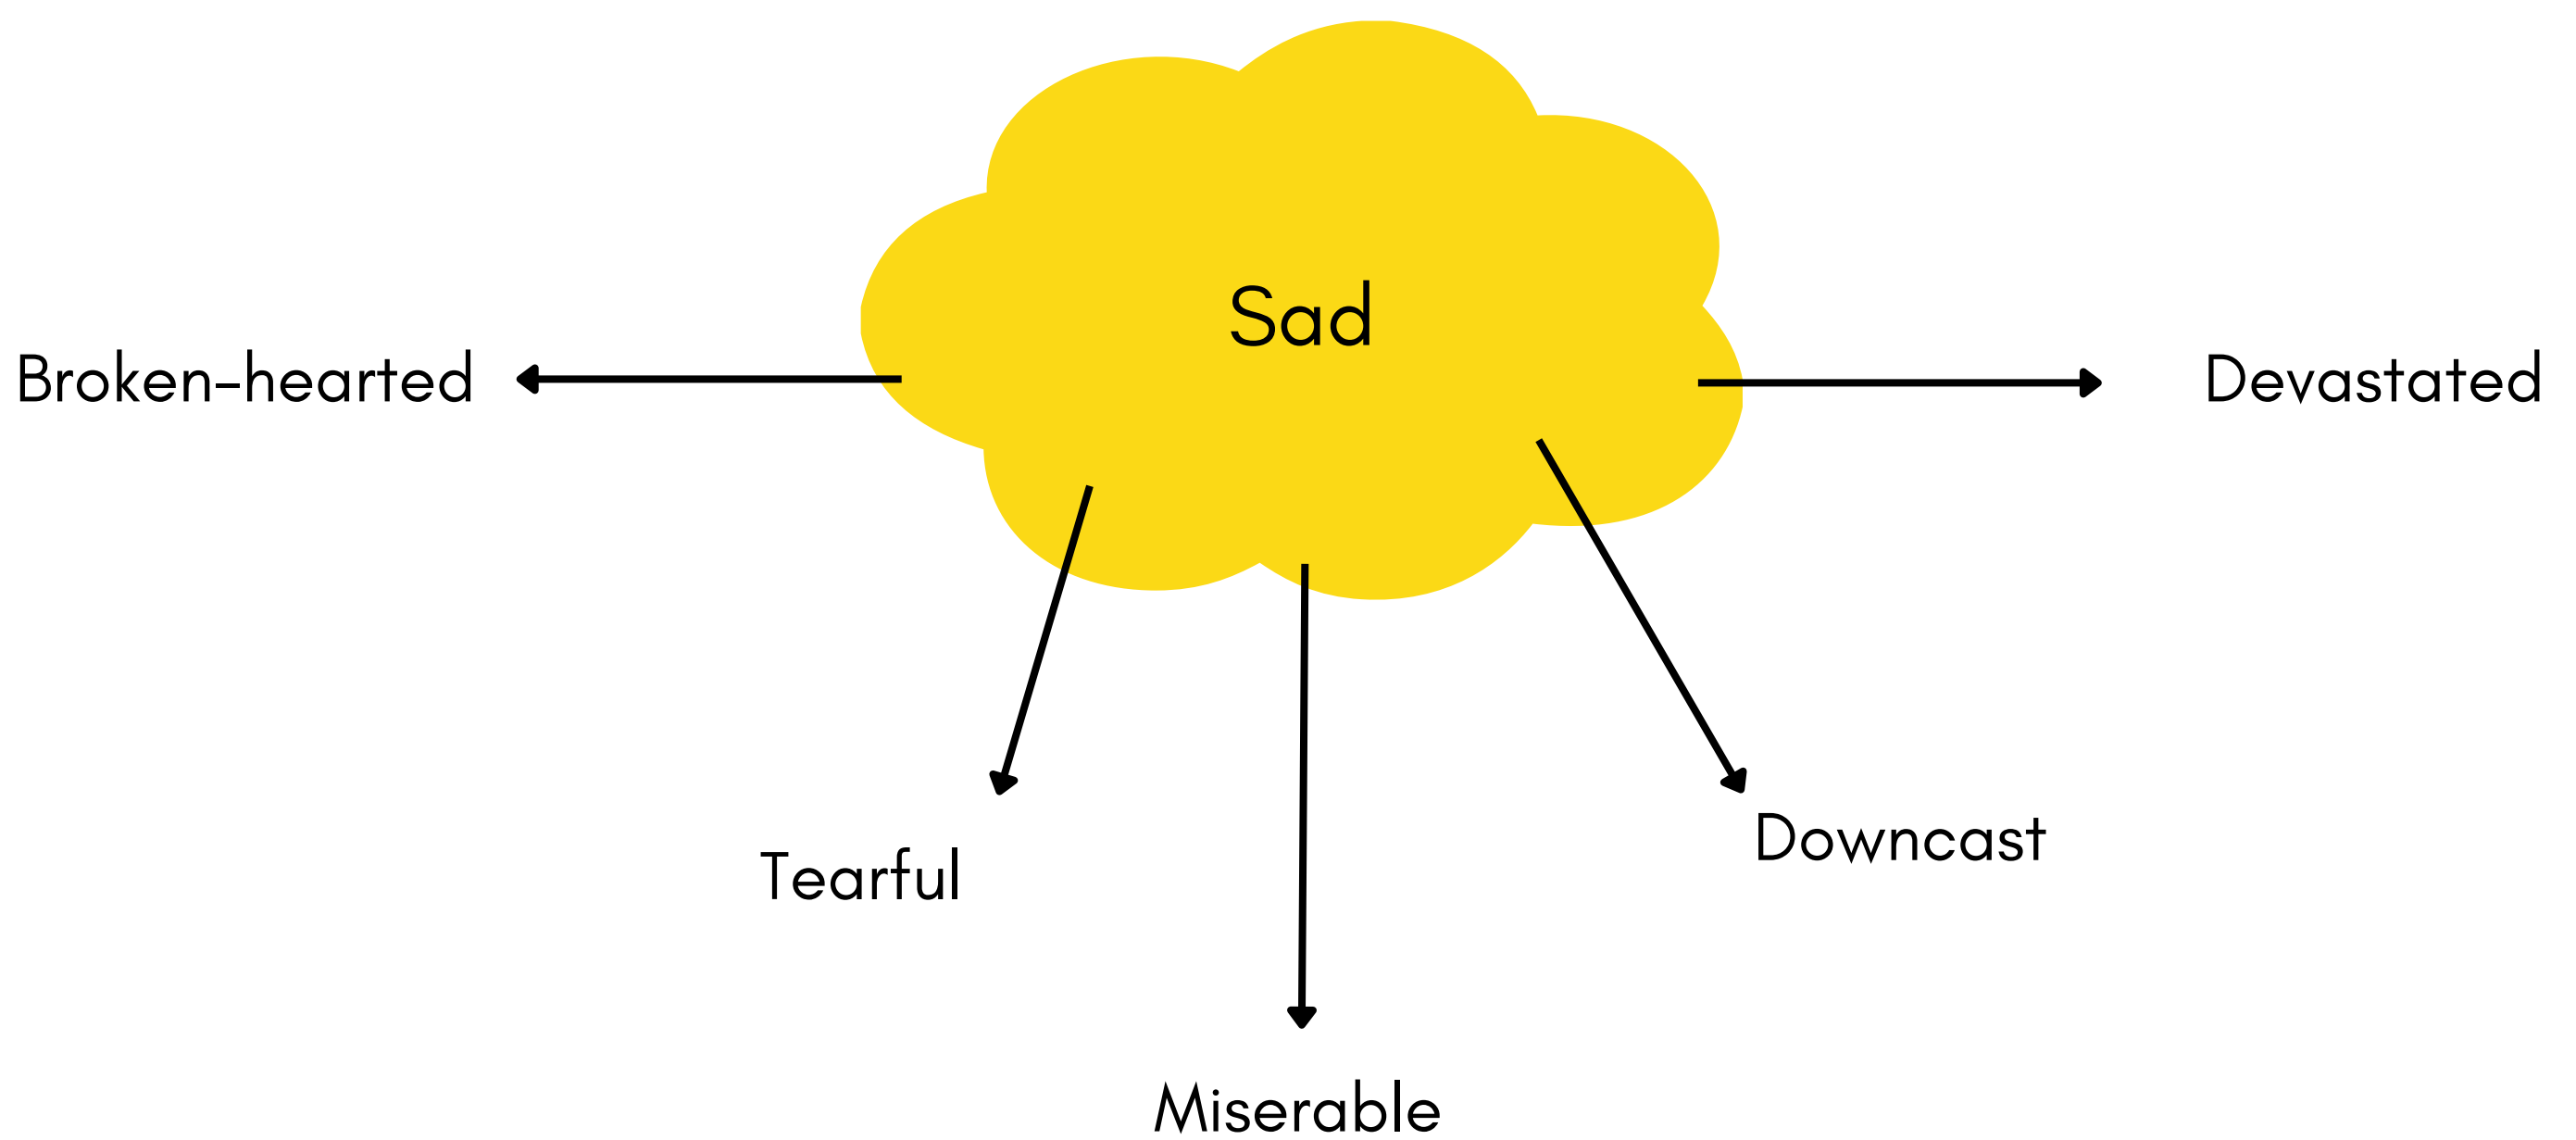 Sad
Broken-hearted
Devastated
Tearful
Downcast
Miserable